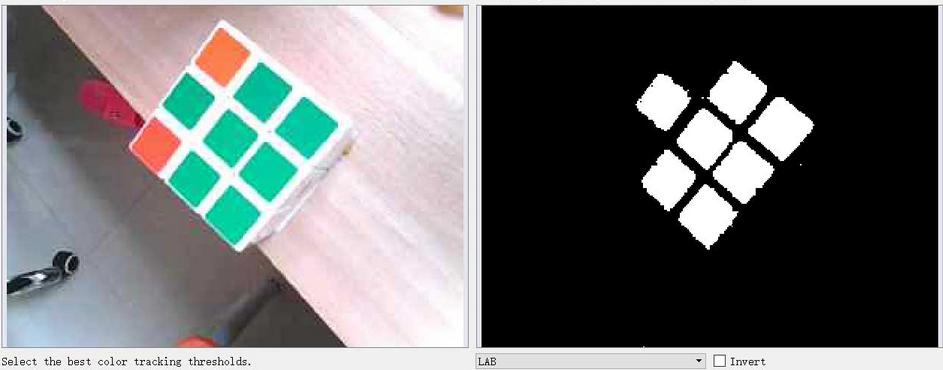 Select the best color tracking thresholds.
LAB
Invert